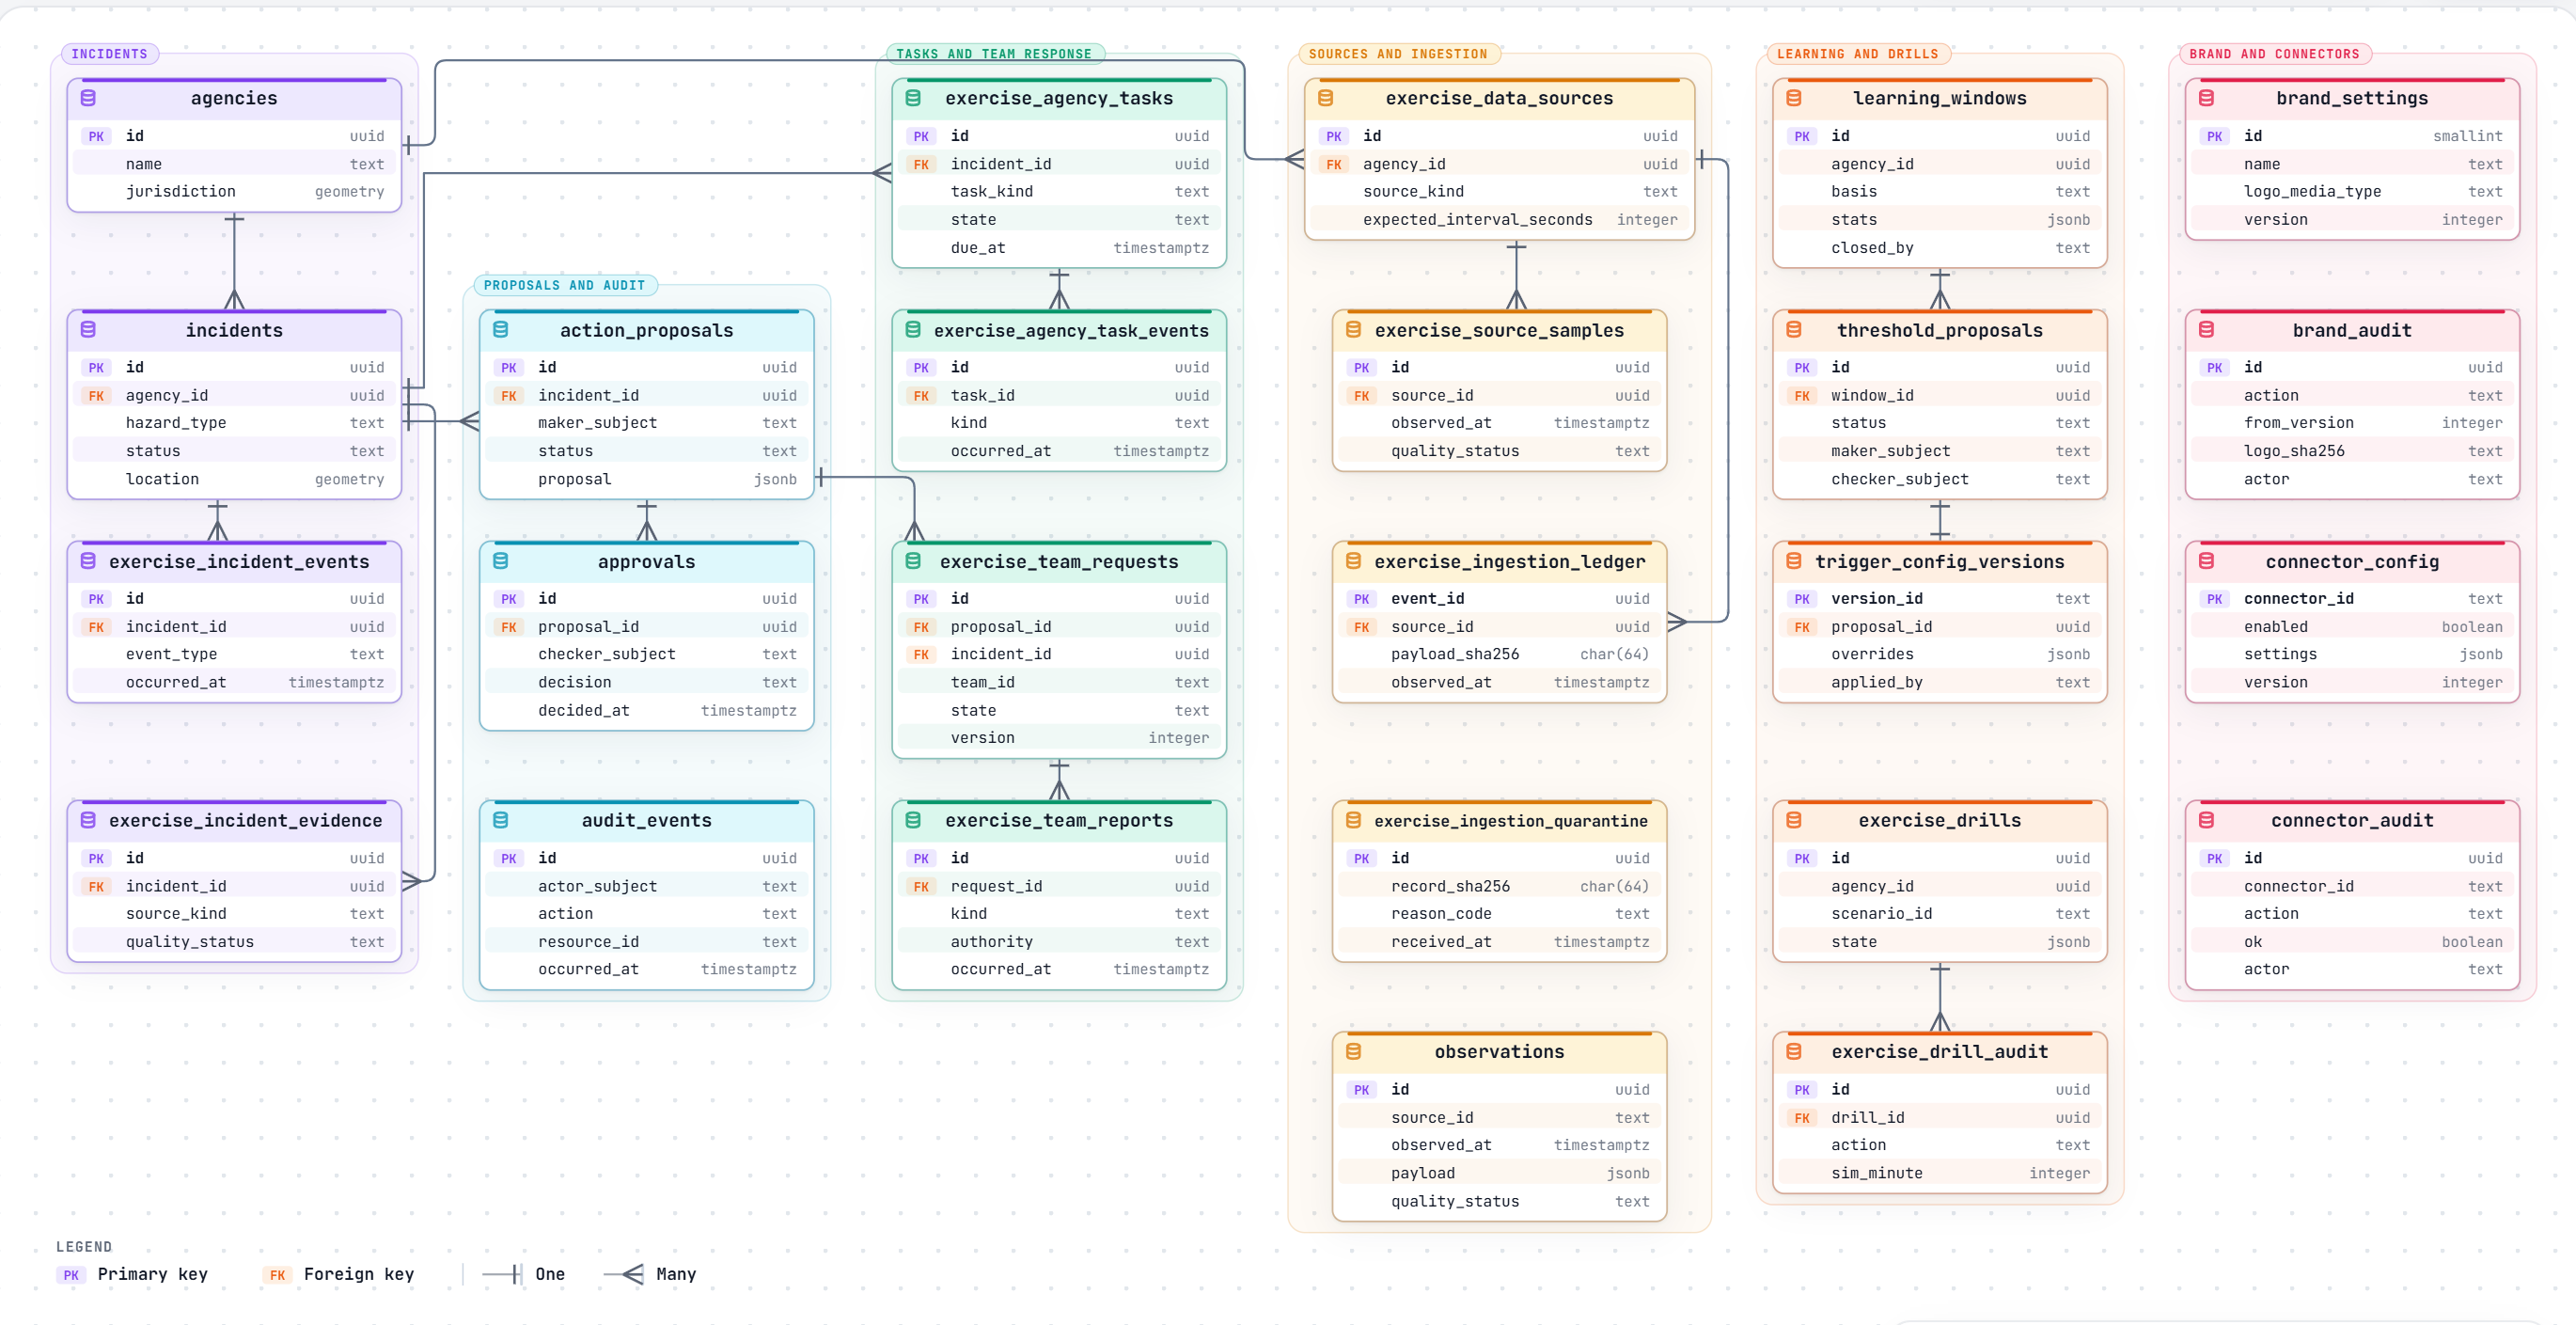 INCIDENTS
agencies
PK id uuid
name text
jurisdiction geometry
incidents
PK id uuid
FK agency_id uuid
hazard_type text
status text
location geometry
exercise_incident_events
PK id uuid
FK incident_id uuid
event_type text
occurred_at timestamptz
exercise_incident_evidence
PK id uuid
FK incident_id uuid
source_kind text
quality_status text
PROPOSALS AND AUDIT
action_proposals
PK id uuid
FK incident_id uuid
maker_subject text
status text
proposal jsonb
approvals
PK id uuid
FK proposal_id uuid
checker_subject text
decision text
decided_at timestamptz
audit_events
PK id uuid
actor_subject text
action text
resource_id text
occurred_at timestamptz
TASKS AND TEAM RESPONSE
exercise_agency_tasks
PK id uuid
FK incident_id uuid
task_kind text
state text
due_at timestamptz
exercise_agency_task_events
PK id uuid
FK task_id uuid
kind text
occurred_at timestamptz
exercise_team_requests
PK id uuid
FK proposal_id uuid
FK incident_id uuid
team_id text
state text
version integer
exercise_team_reports
PK id uuid
FK request_id uuid
kind text
authority text
occurred_at timestamptz
SOURCES AND INGESTION
exercise_data_sources
PK id uuid
FK agency_id uuid
source_kind text
expected_interval_seconds integer
exercise_source_samples
PK id uuid
FK source_id uuid
observed_at timestamptz
quality_status text
exercise_ingestion_ledger
PK event_id uuid
FK source_id uuid
payload_sha256 char(64)
observed_at timestamptz
exercise_ingestion_quarantine
PK id uuid
record_sha256 char(64)
reason_code text
received_at timestamptz
observations
PK id uuid
source_id text
observed_at timestamptz
payload jsonb
quality_status text
LEARNING AND DRILLS
learning_windows
PK id uuid
agency_id uuid
basis text
stats jsonb
closed_by text
threshold_proposals
PK id uuid
FK window_id uuid
status text
maker_subject text
checker_subject text
trigger_config_versions
PK version_id text
FK proposal_id uuid
overrides jsonb
applied_by text
exercise_drills
PK id uuid
agency_id uuid
scenario_id text
state jsonb
exercise_drill_audit
PK id uuid
FK drill_id uuid
action text
sim_minute integer
BRAND AND CONNECTORS
brand_settings
PK id smallint
name text
logo_media_type text
version integer
brand_audit
PK id uuid
action text
from_version integer
logo_sha256 text
actor text
connector_config
PK connector_id text
enabled boolean
settings jsonb
version integer
connector_audit
PK id uuid
connector_id text
action text
ok boolean
actor text
LEGEND
PK Primary key FK Foreign key One Many